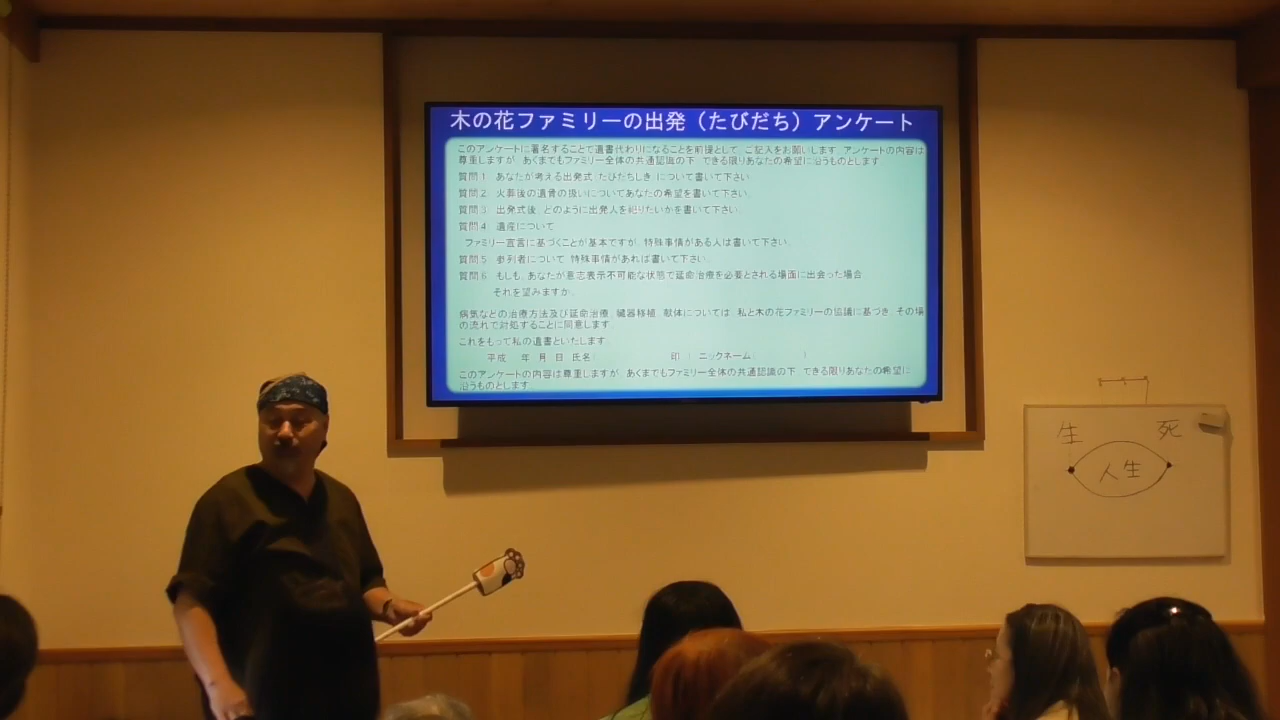 木の花ファミリーの出発（たびだち）アンケート
このアンケートに署名することで遺書代わりになることを前提として、ご記入をお願いします。アンケートの内容は
尊重しますが、あくまでもファミリー全体の共通認識の下、できる限りあなたの希望に沿うものとします。
質問1 あなたが考える出発式(たびだちしき)について書いて下さい。
質問2 火葬後の遺骨の扱いについてあなたの希望を書いて下さい。
質問3 出発式後、どのように出発人を祀りたいかを書いて下さい。
質問4 遺産について
ファミリー宣言に基づくことが基本ですが、特殊事情がある人は書いて下さい。
質問5 参列者について、特殊事情があれば書いて下さい。
質問6 もしも、あなたが意志表示不可能な状態で延命治療を必要とされる場面に出会った場合、
それを望みますか。
病気などの治療方法及び延命治療、臓器移植、献体については、私と木の花ファミリーの協議に基づき、その場
の流れで対処することに同意します。
これをもって私の遺書といたします。
平成 年 月 日 氏名( 印 ) ニックネーム( )
このアンケートの内容は尊重しますが、あくまでもファミリー全体の共通認識の下、できる限りあなたの希望に
沿うものとします。
生 死
人生